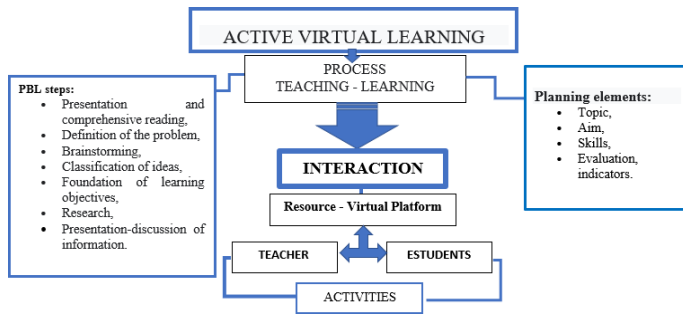 ACTIVE VIRTUAL LEARNING
PROCESS
TEACHING - LEARNING
PBL steps:
• Presentation and
comprehensive reading,
• Definition of the problem,
• Brainstorming,
• Classification of ideas,
• Foundation of learning
objectives,
• Research,
• Presentation-discussion of
information.
Planning elements:
• Topic,
• Aim,
• Skills,
• Evaluation,
indicators.
INTERACTION
Resource - Virtual Platform
TEACHER
ESTUDENTS
ACTIVITIES